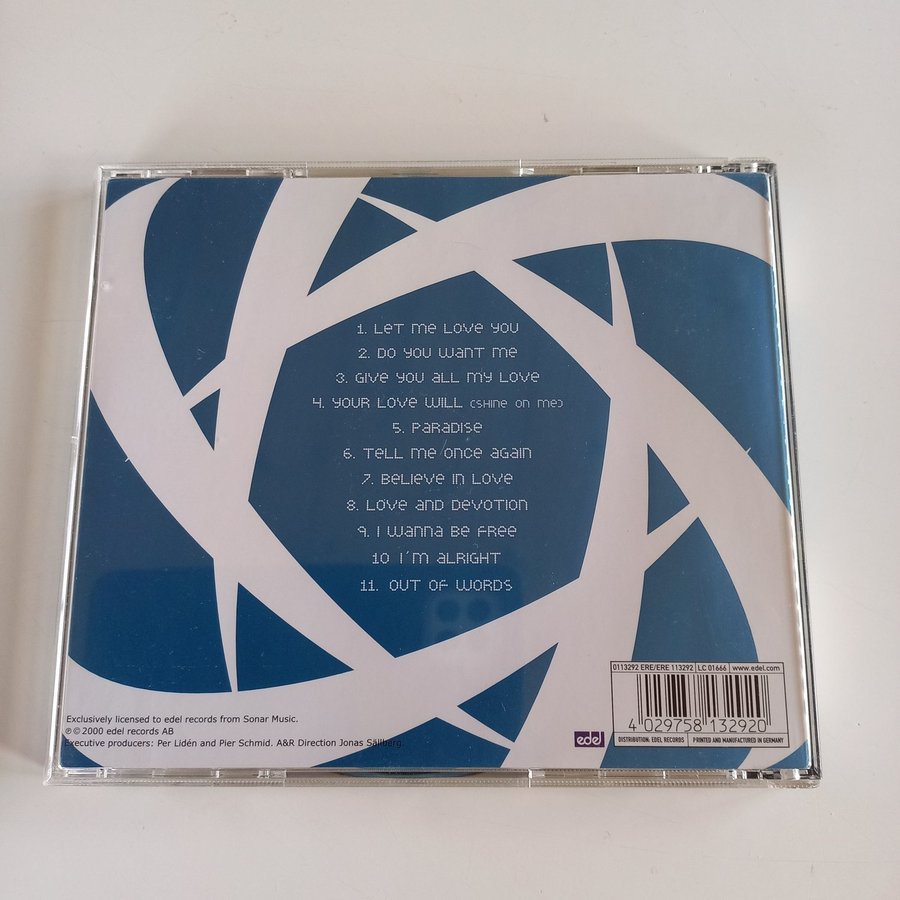 1. Let me Love you
2. Do you want me
3. Give you all my Love
4. Your Love will (shine on me)
5. Paradise
6. Tell me once again
7. Believe in Love
8. Love and Devotion
9. I wanna be free
10 I´m alright
11. Out of words
Exclusively licensed to edel records from Sonar Music.
℗ © 2000 edel records AB
Executive producers: Per Lidén and Pier Schmid. A&R Direction Jonas Sällberg.
edel
0113292 ERE/ERE 113292 LC 01666 www.edel.com
4 029758 132920
DISTRIBUTION: EDEL RECORDS PRINTED AND MANUFACTURED IN GERMANY